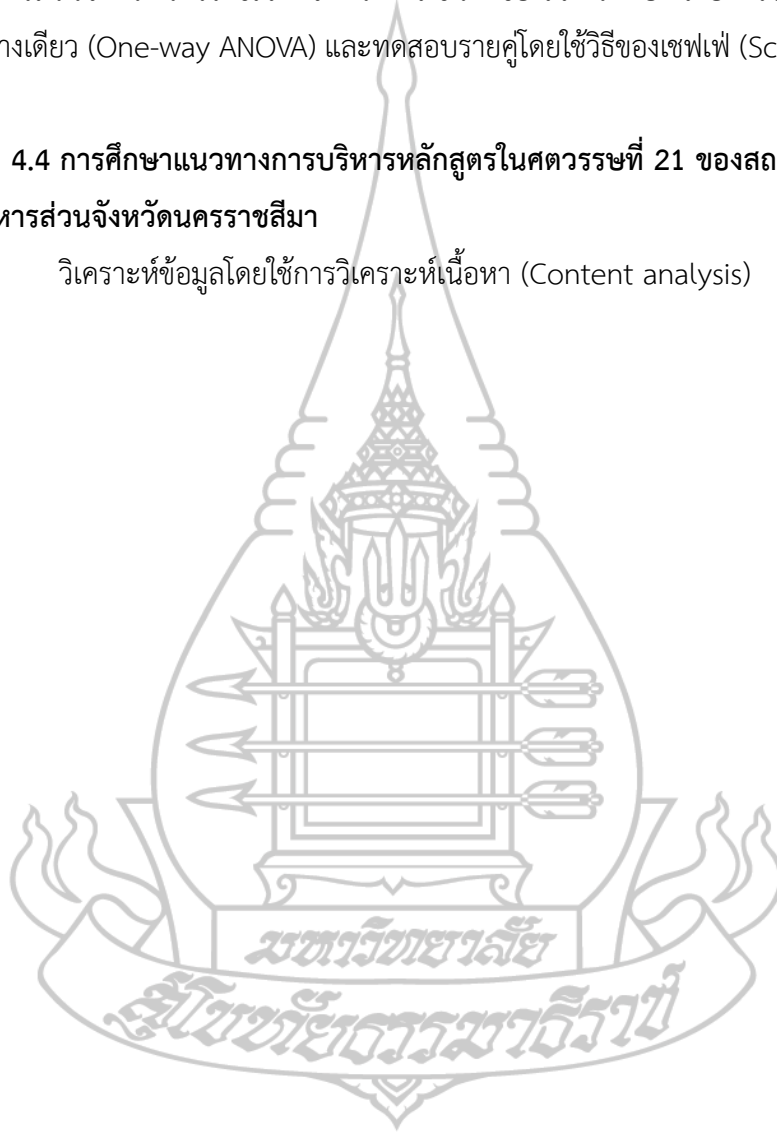 างเดียว (One-way ANOVA) และทดสอบรายคู่โดยใช้วิธีของเชฟเฟ่ (Sc
4.4 การศึกษาแนวทางการบริหารหลักสูตรในศตวรรษที่ 21 ของสถ
หารส่วนจังหวัดนครราชสีมา
วิเคราะห์ข้อมูลโดยใช้การวิเคราะห์เนื้อหา (Content analysis)
มหาวิทยาลัย
สุโขทัยธรรมาธิราช